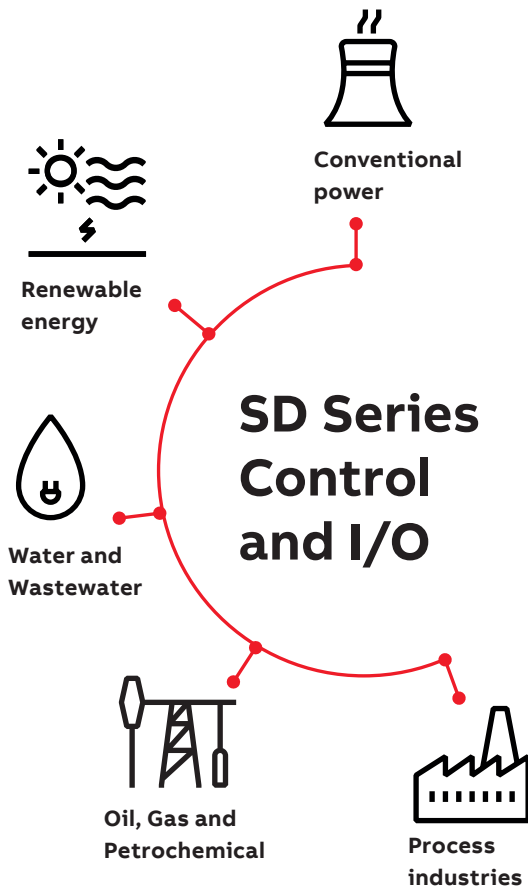 Conventional
power
Renewable
energy
SD Series
Control
and I/O
Water and
Wastewater
Oil, Gas and
Petrochemical
Process
industries